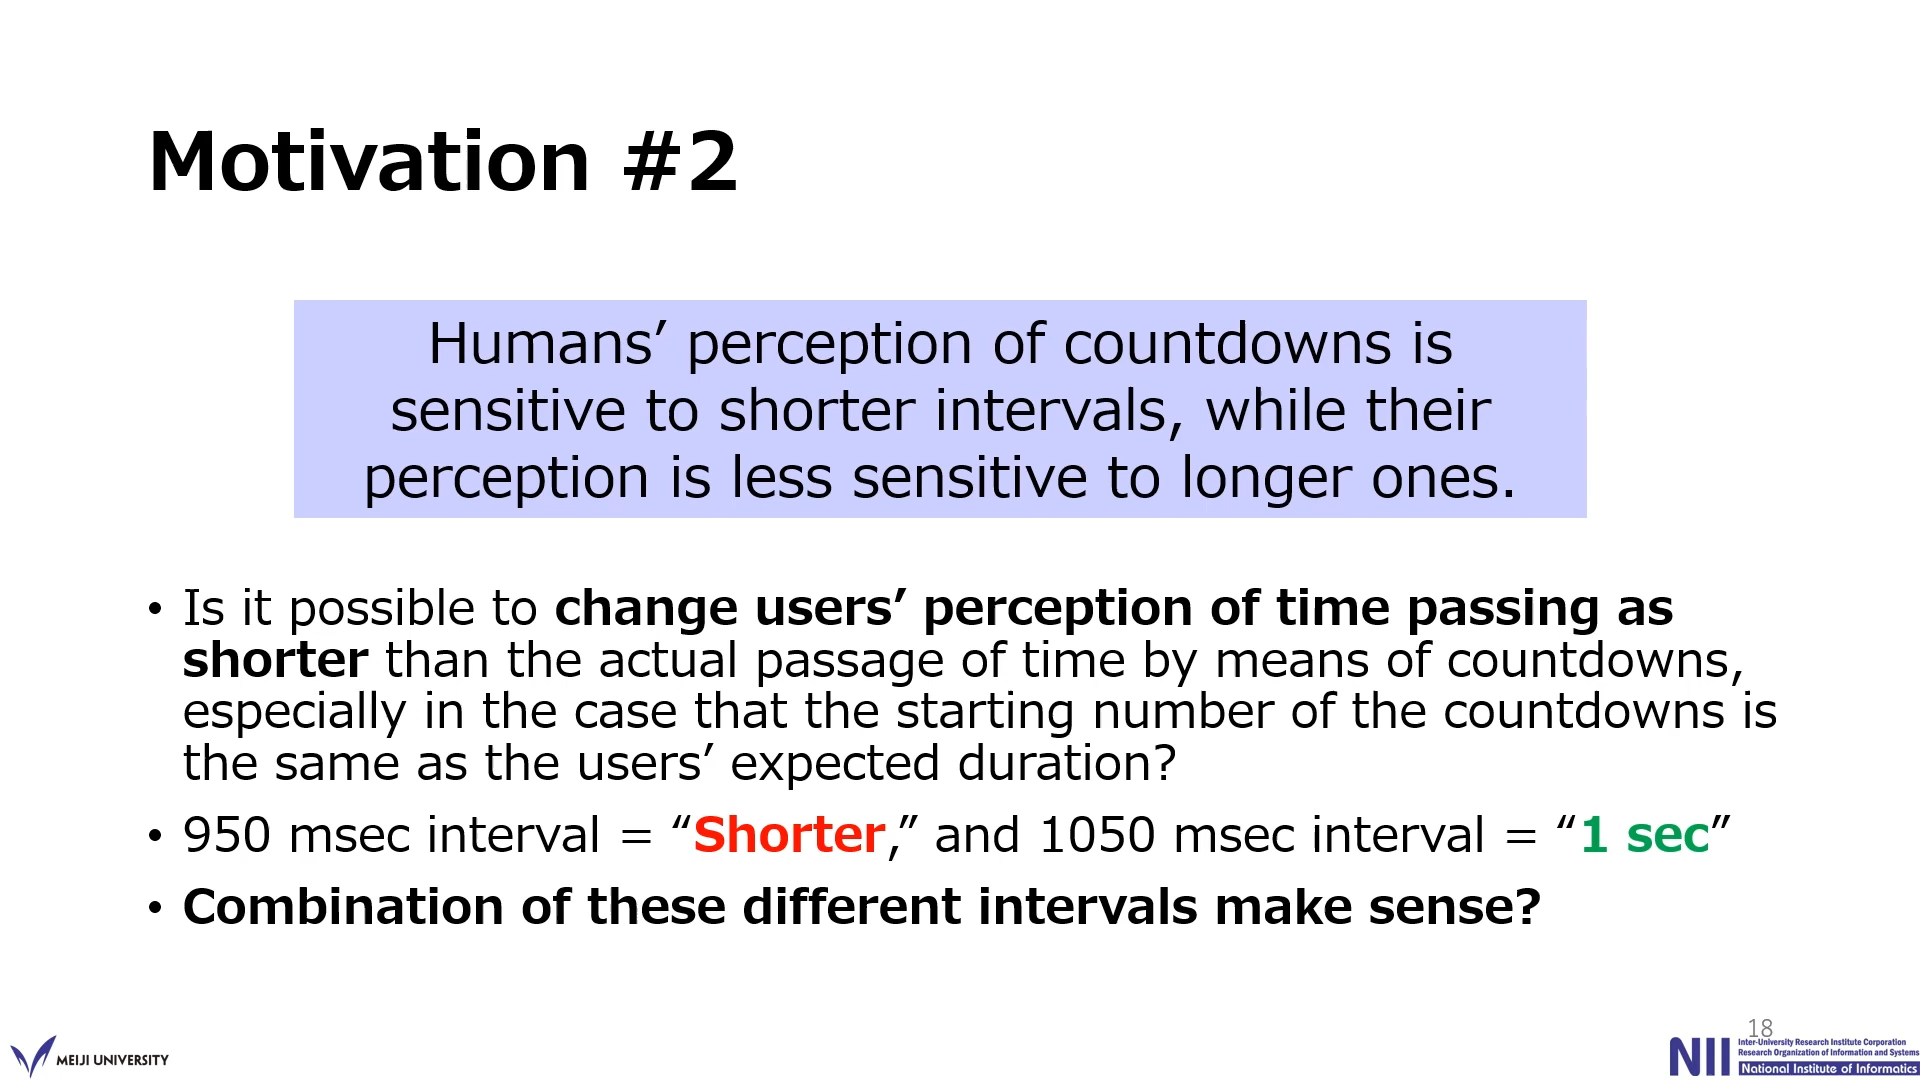 Motivation #2
Humans’ perception of countdowns is
sensitive to shorter intervals, while their
perception is less sensitive to longer ones.
• Is it possible to change users’ perception of time passing as
shorter than the actual passage of time by means of countdowns,
especially in the case that the starting number of the countdowns is
the same as the users’ expected duration?
• 950 msec interval = “Shorter,” and 1050 msec interval = “1 sec”
• Combination of these different intervals make sense?
MEIJI UNIVERSITY
18
NII
Inter-University Research Institute Corporation
Research Organization of Information and Systems
National Institute of Informatics